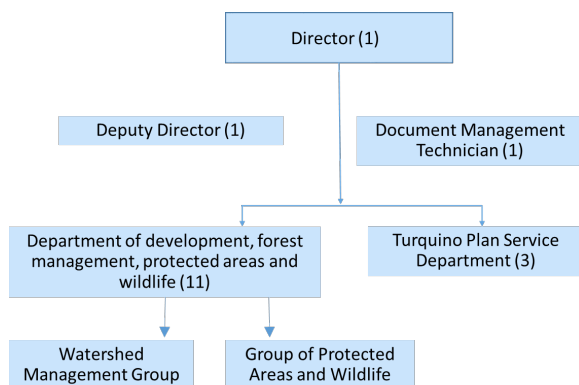 Director (1)
Deputy Director (1)
Document Management
Technician (1)
Department of development, forest
management, protected areas and
wildlife (11)
Turquino Plan Service
Department (3)
Watershed
Management Group
Group of Protected
Areas and Wildlife